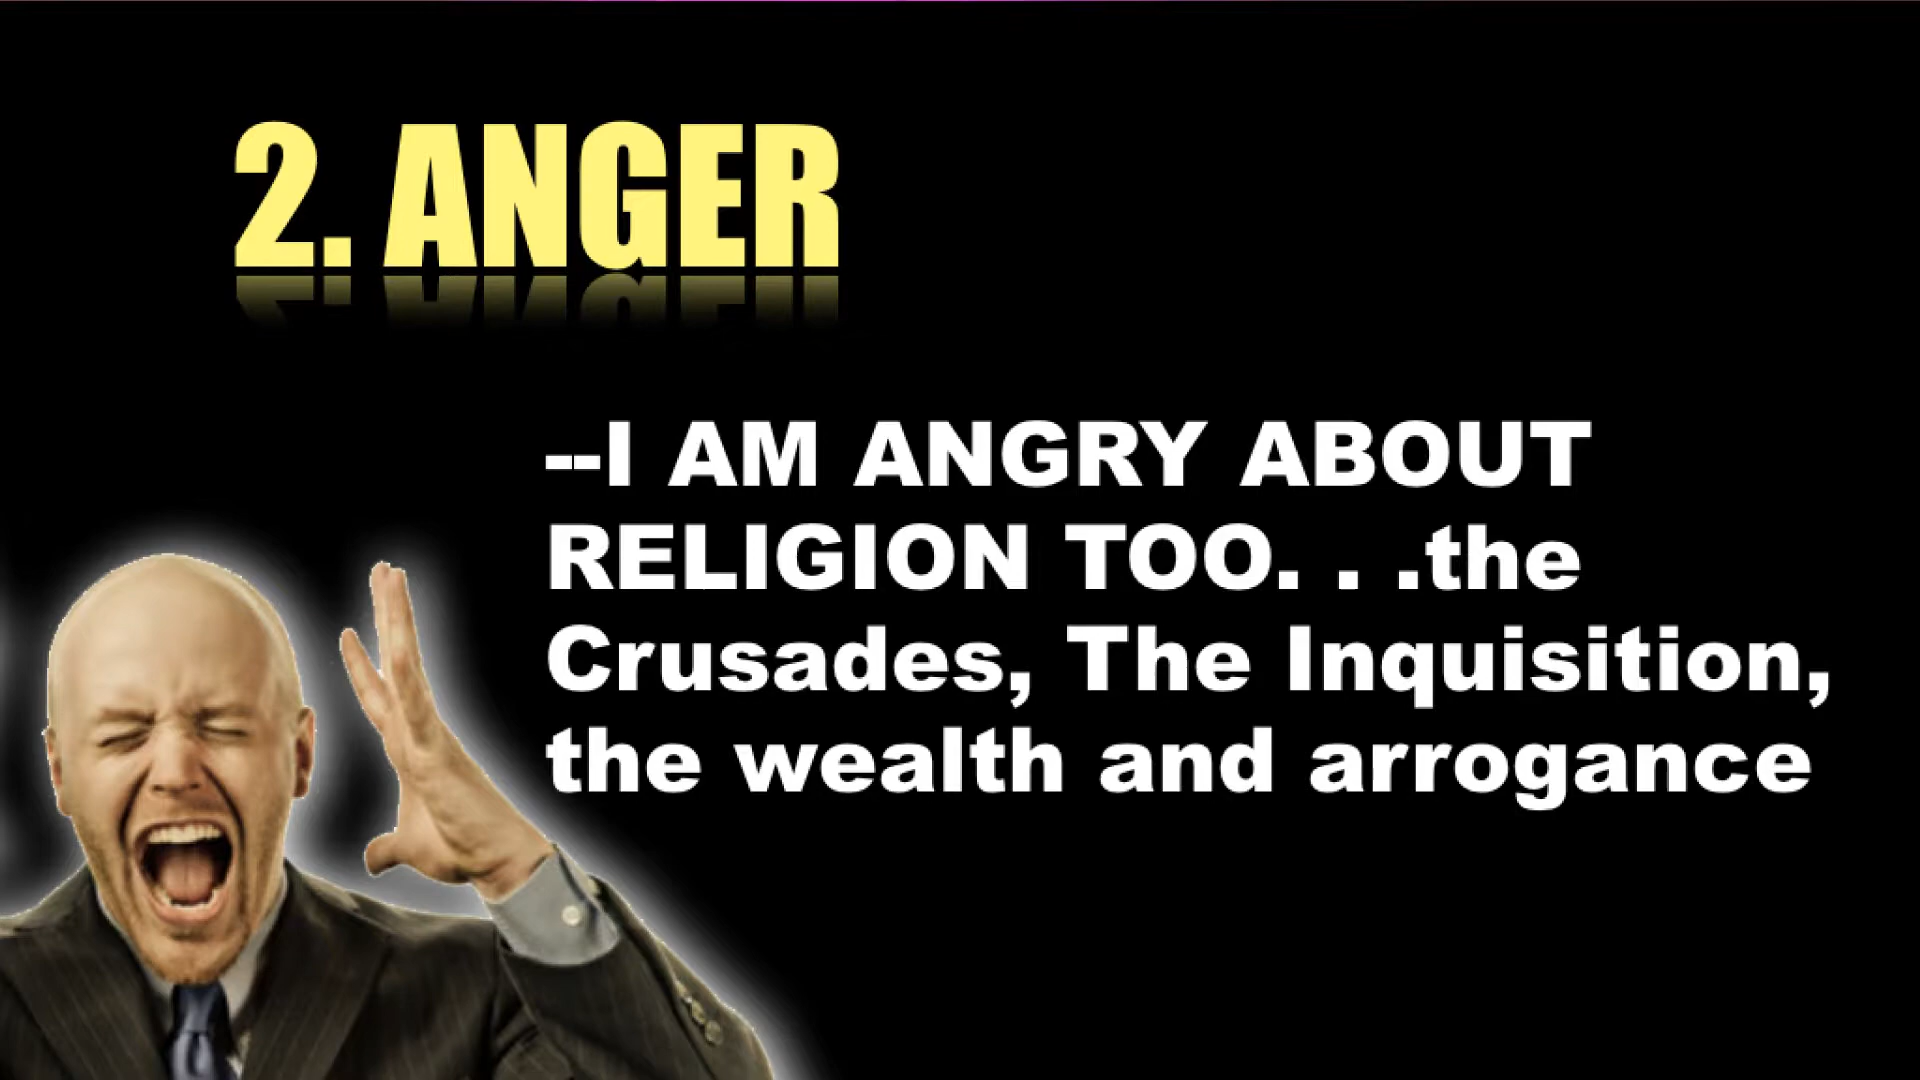 2. ANGER
--I AM ANGRY ABOUT
RELIGION TOO. . .the
Crusades, The Inquisition,
the wealth and arrogance